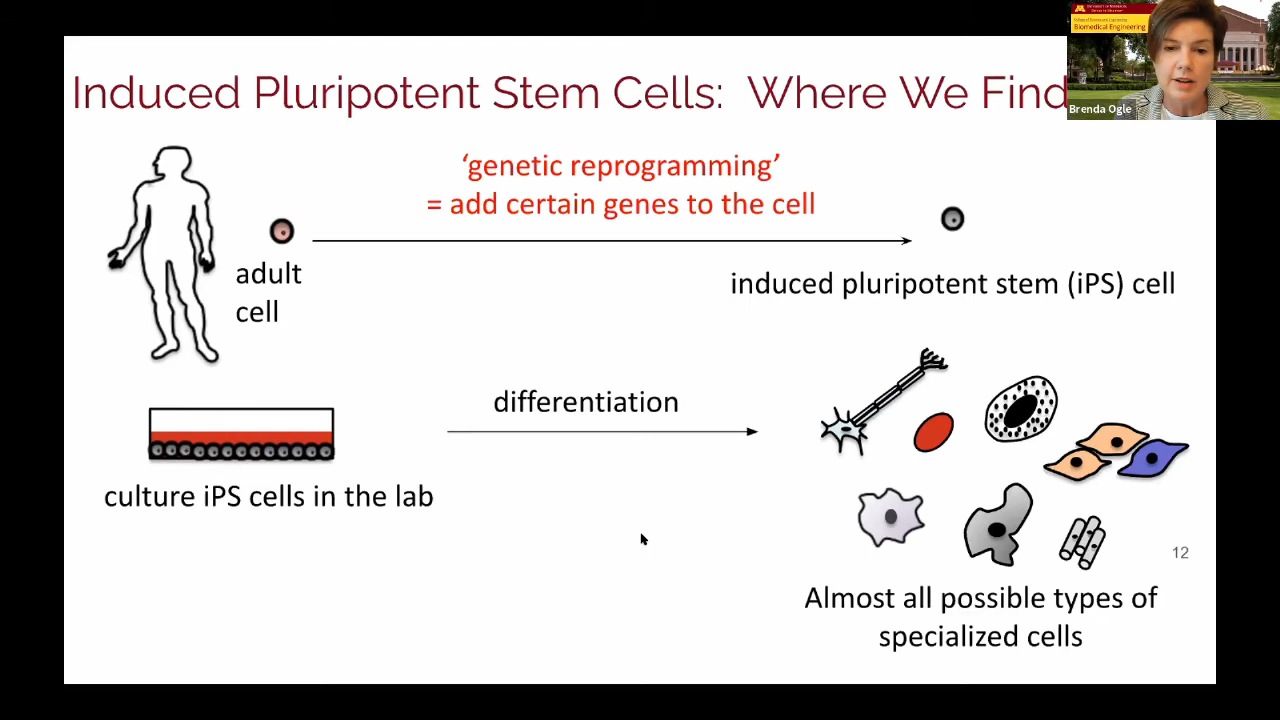 Induced Pluripotent Stem Cells: Where We Find
Biomedical Engineering
Brenda Ogle
‘genetic reprogramming’
= add certain genes to the cell
adult
cell
induced pluripotent stem (iPS) cell
differentiation
culture iPS cells in the lab
12
Almost all possible types of
specialized cells